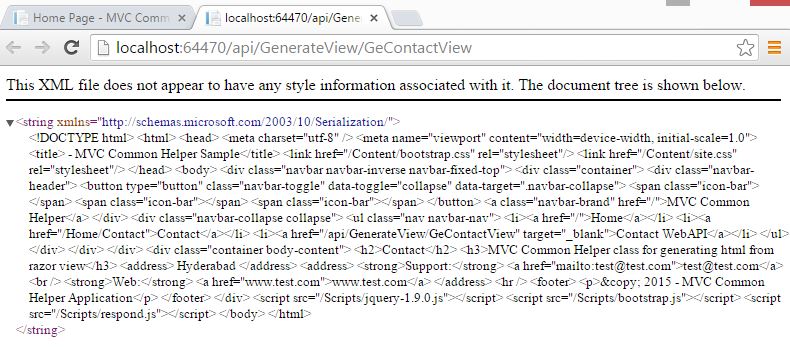 Home Page - MVC Comm
localhost:64470/api/Gene
localhost:64470/api/GenerateView/GeContactView
This XML file does not appear to have any style information associated with it. The document tree is shown below.
<string xmlns="http://schemas.microsoft.com/2003/10/Serialization/">
<!DOCTYPE html> <html> <head> <meta charset="utf-8" /> <meta name="viewport" content="width=device-width, initial-scale=1.0">
<title> - MVC Common Helper Sample</title> <link href="/Content/bootstrap.css" rel="stylesheet"/> <link href="/Content/site.css"
rel="stylesheet"/> </head> <body> <div class="navbar navbar-inverse navbar-fixed-top"> <div class="container"> <div class="navbar-
header"> <button type="button" class="navbar-toggle" data-toggle="collapse" data-target=".navbar-collapse"> <span class="icon-bar">
</span> <span class="icon-bar"></span> <span class="icon-bar"></span> </button> <a class="navbar-brand" href="/">MVC Common
Helper</a> </div> <div class="navbar-collapse collapse"> <ul class="nav navbar-nav"> <li><a href="/">Home</a></li> <li><a
href="/Home/Contact">Contact</a></li> <li><a href="/api/GenerateView/GeContactView" target="_blank">Contact WebAPI</a></li> </ul>
</div> </div> </div> <div class="container body-content"> <h2>Contact</h2> <h3>MVC Common Helper class for generating html from
razor view</h3> <address> Hyderabad </address> <address> <strong>Support:</strong> <a href="mailto:test@test.com">test@test.com</a>
<br /> <strong>Web:</strong> <a href="www.test.com">www.test.com</a> </address> <hr /> <footer> <p>&copy; 2015 - MVC Common
Helper Application</p> </footer> </div> <script src="/Scripts/jquery-1.9.0.js"></script> <script src="/Scripts/bootstrap.js"></script> <script
src="/Scripts/respond.js"></script> </body> </html>
</string>